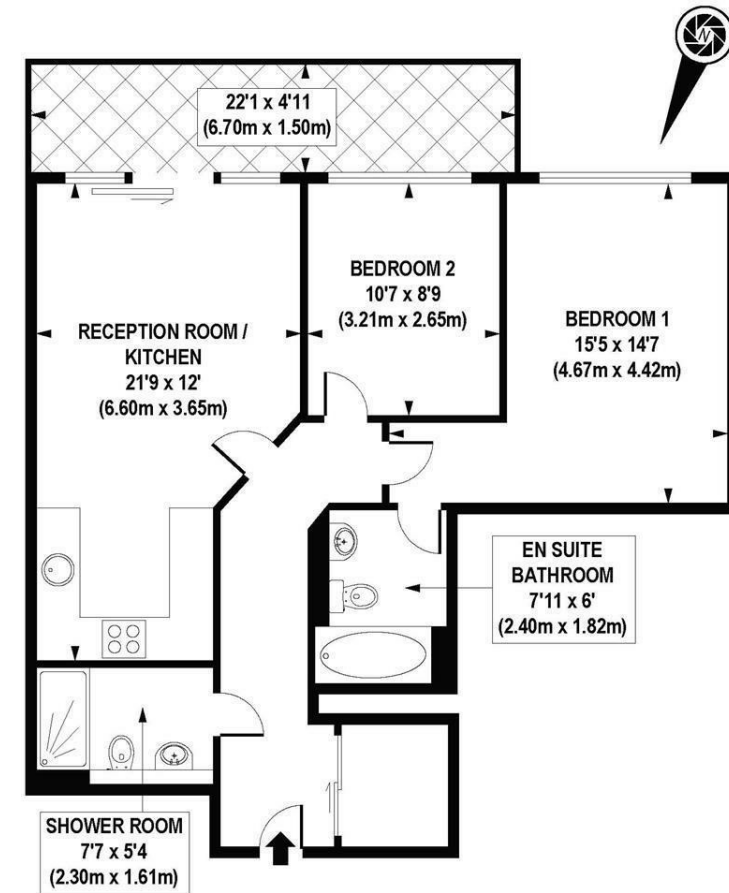 N
22'1 x 4'11
(6.70m x 1.50m)
BEDROOM 2
10'7 x 8'9
(3.21m x 2.65m)
BEDROOM 1
15'5 x 14'7
(4.67m x 4.42m)
RECEPTION ROOM /
KITCHEN
21'9 x 12'
(6.60m x 3.65m)
EN SUITE
BATHROOM
7'11 x 6'
(2.40m x 1.82m)
SHOWER ROOM
7'7 x 5'4
(2.30m x 1.61m)